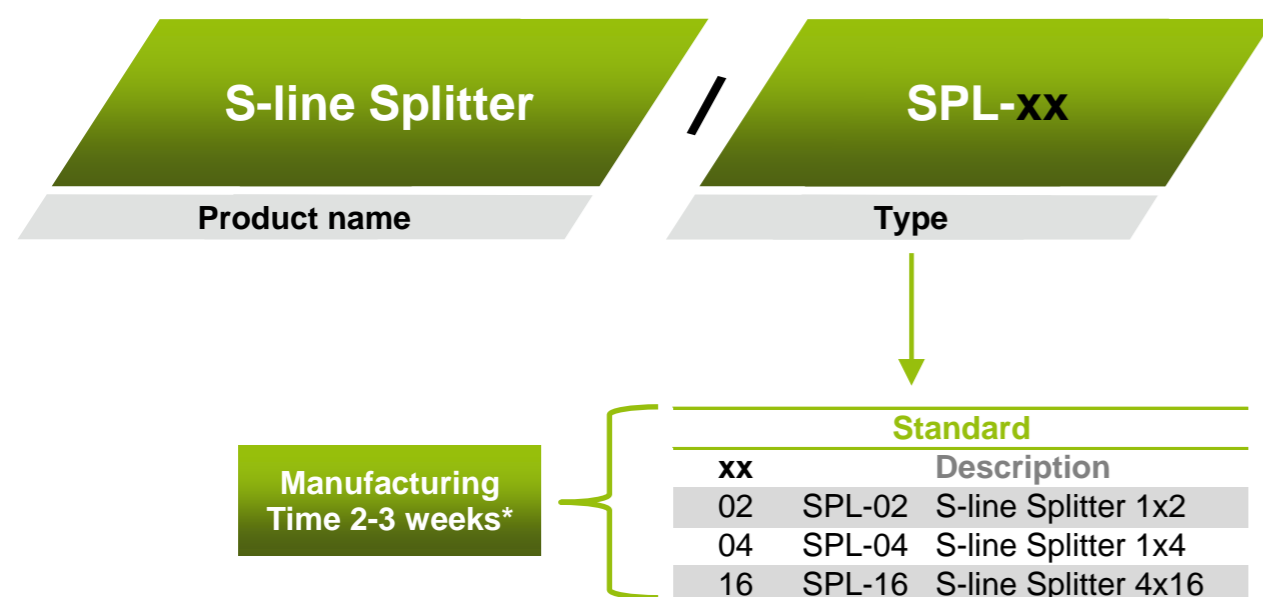 S-line Splitter / SPL-xx
Product name Type
Standard
xx Description
Manufacturing
Time 2-3 weeks*
02 SPL-02 S-line Splitter 1x2
04 SPL-04 S-line Splitter 1x4
16 SPL-16 S-line Splitter 4x16